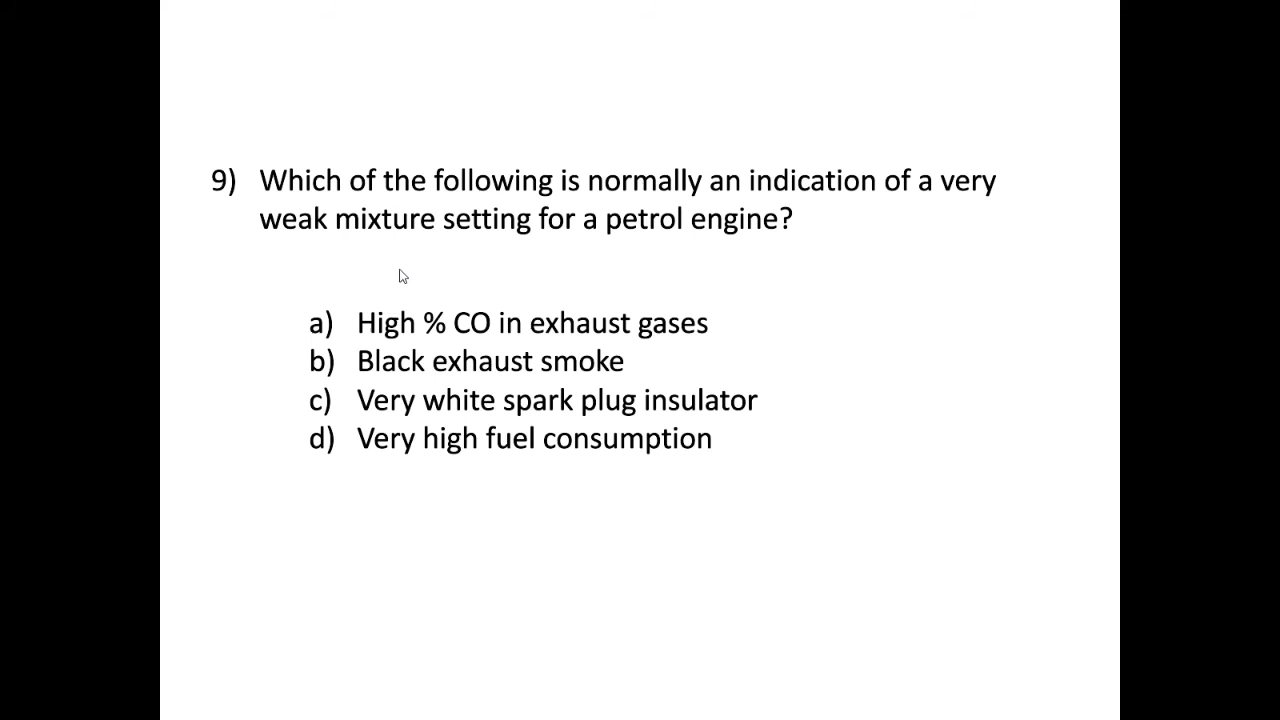 9) Which of the following is normally an indication of a very
weak mixture setting for a petrol engine?
a) High % CO in exhaust gases
b) Black exhaust smoke
c) Very white spark plug insulator
d) Very high fuel consumption